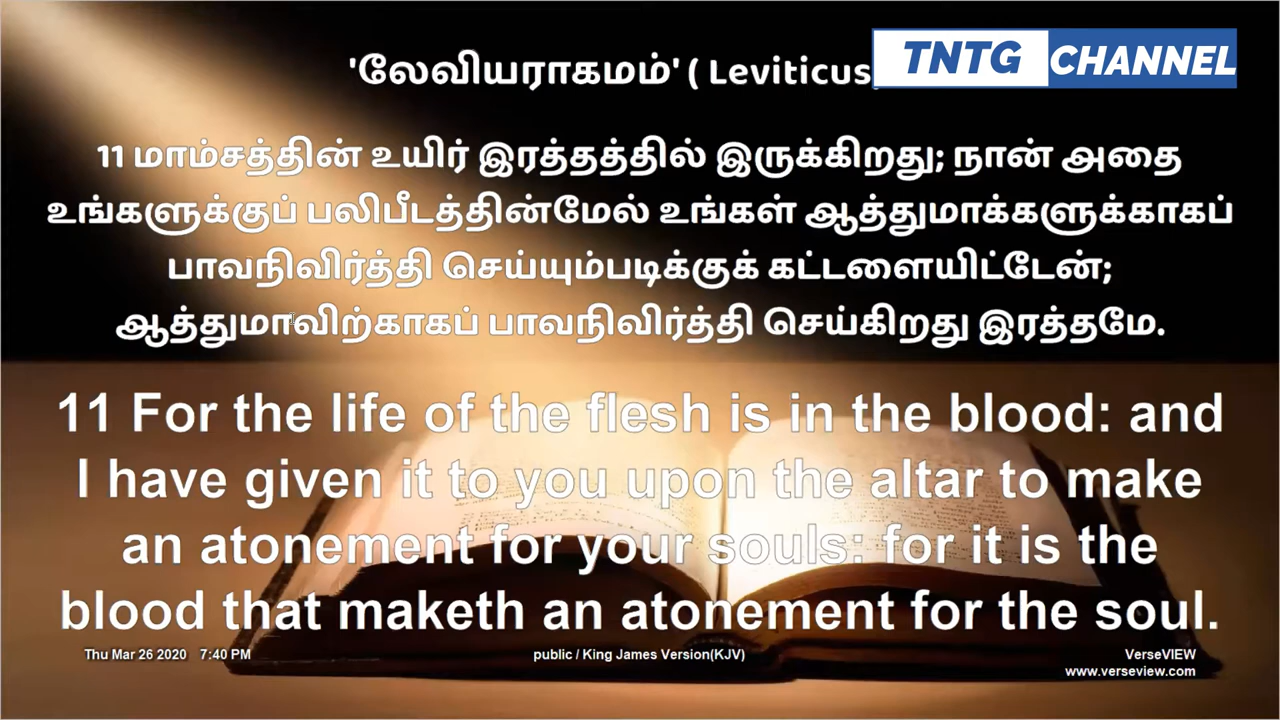 'லேவியராகமம்' ( Leviticus
TNTG CHANNEL
11 மாம்சத்தின் உயிர் இரத்தத்தில் இருக்கிறது; நான் அதை
உங்களுக்குப் பலிபீடத்தின்மேல் உங்கள் ஆத்துமாக்களுக்காகப்
பாவநிவிர்த்தி செய்யும்படிக்குக் கட்டளையிட்டேன்;
ஆத்துமாவிற்காகப் பாவநிவிர்த்தி செய்கிறது இரத்தமே.
11 For the life of the flesh is in the blood: and
I have given it to you upon the altar to make
an atonement for your souls: for it is the
blood that maketh an atonement for the soul.
Thu Mar 26 2020 7:40 PM
public / King James Version(KJV)
VerseVIEW
www.verseview.com